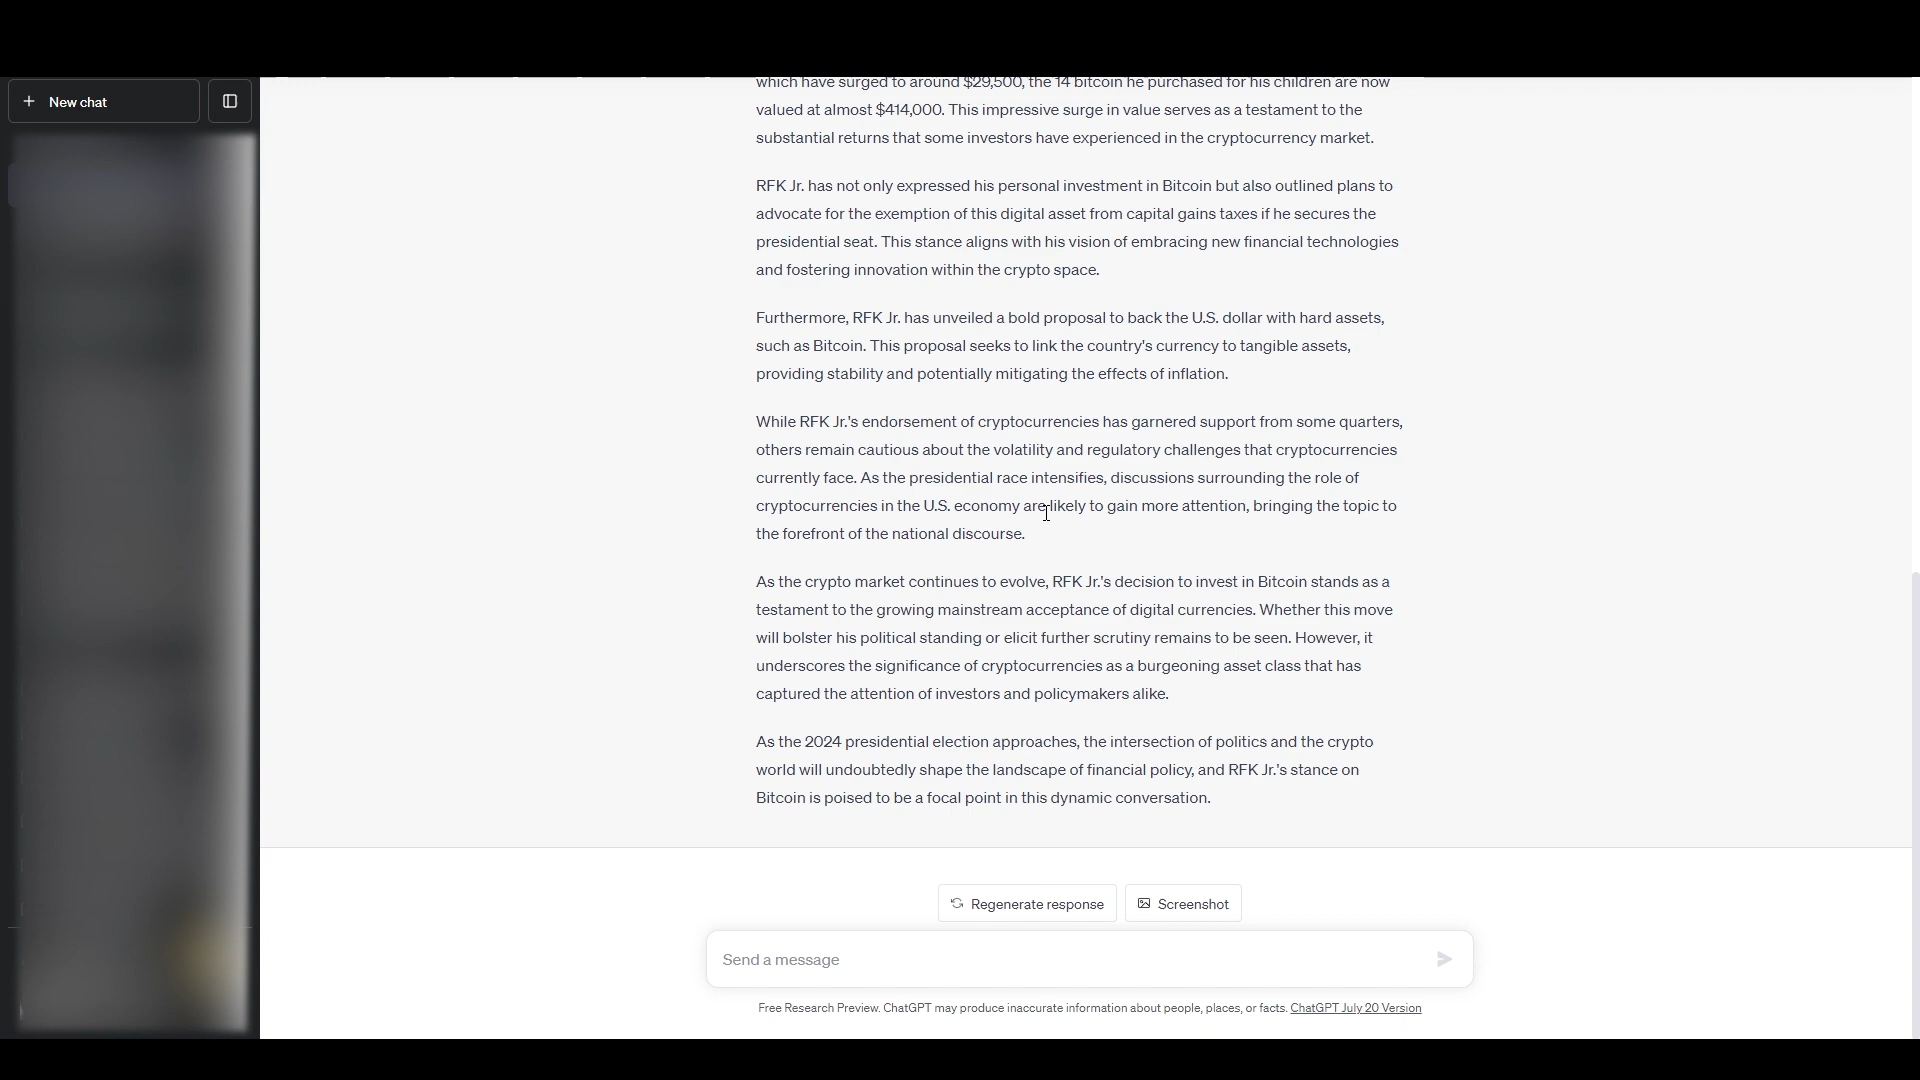 New chat
which have surged to around $29,500, the 14 bitcoin he purchased for his children are now
valued at almost $414,000. This impressive surge in value serves as a testament to the
substantial returns that some investors have experienced in the cryptocurrency market.
RFK Jr. has not only expressed his personal investment in Bitcoin but also outlined plans to
advocate for the exemption of this digital asset from capital gains taxes if he secures the
presidential seat. This stance aligns with his vision of embracing new financial technologies
and fostering innovation within the crypto space.
Furthermore, RFK Jr. has unveiled a bold proposal to back the U.S. dollar with hard assets,
such as Bitcoin. This proposal seeks to link the country's currency to tangible assets,
providing stability and potentially mitigating the effects of inflation.
While RFK Jr.'s endorsement of cryptocurrencies has garnered support from some quarters,
others remain cautious about the volatility and regulatory challenges that cryptocurrencies
currently face. As the presidential race intensifies, discussions surrounding the role of
cryptocurrencies in the U.S. economy are likely to gain more attention, bringing the topic to
the forefront of the national discourse.
As the crypto market continues to evolve, RFK Jr.'s decision to invest in Bitcoin stands as a
testament to the growing mainstream acceptance of digital currencies. Whether this move
will bolster his political standing or elicit further scrutiny remains to be seen. However, it
underscores the significance of cryptocurrencies as a burgeoning asset class that has
captured the attention of investors and policymakers alike.
As the 2024 presidential election approaches, the intersection of politics and the crypto
world will undoubtedly shape the landscape of financial policy, and RFK Jr.'s stance on
Bitcoin is poised to be a focal point in this dynamic conversation.
Regenerate response
Screenshot
Send a message
Free Research Preview. ChatGPT may produce inaccurate information about people, places, or facts. ChatGPT July 20 Version